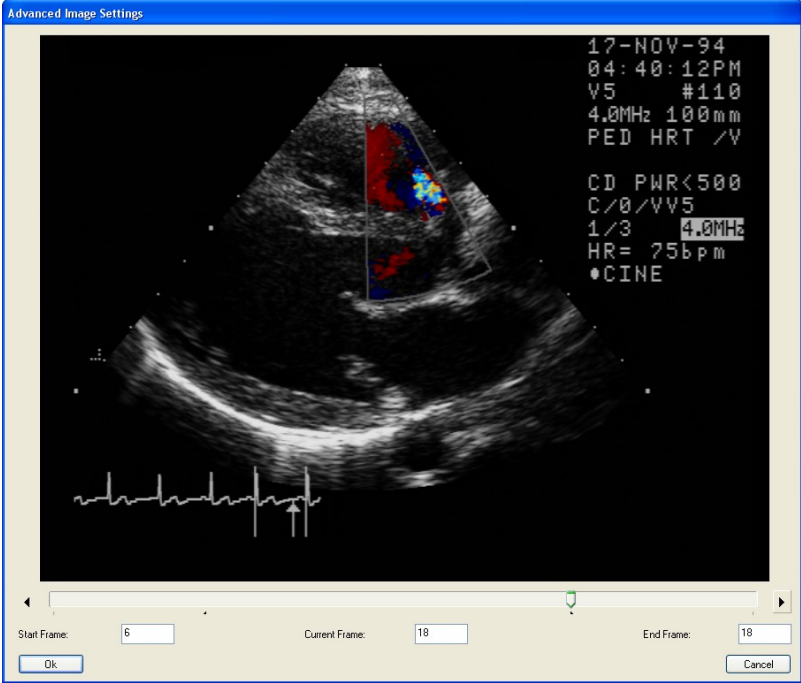 Advanced Image Settings
17-NOV-94
04:40:12PM
V5 #110
4.0MHz 100mm
PED HRT /V
CD PWR<500
C/0/VV5
1/3 4.0MHz
HR= 75bpm
•CINE
Start Frame: 6 Current Frame: 18 End Frame: 18
Ok Cancel